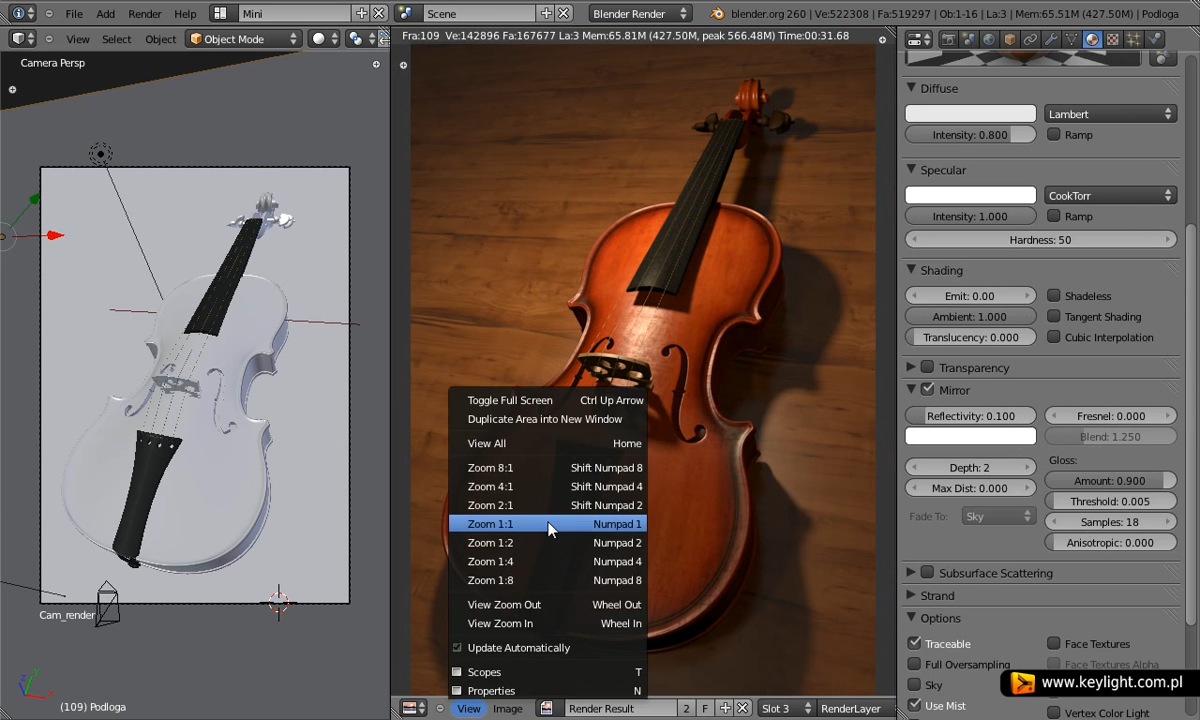 File Add Render Help Mini Scene Blender Render blender.org 260 | Ve:522308 | Fa:519297 | Ob:1-16 | La:3 | Mem:65.51M (427.50M) | Podloga
View Select Object Object Mode
Fra:109 Ve:142896 Fa:167677 La:3 Mem:65.81M (427.50M, peak 566.48M) Time:00:31.68
Camera Persp
Cam_render
(109) Podloga
Toggle Full Screen Ctrl Up Arrow
Duplicate Area into New Window
View All Home
Zoom 8:1 Shift Numpad 8
Zoom 4:1 Shift Numpad 4
Zoom 2:1 Shift Numpad 2
Zoom 1:1 Numpad 1
Zoom 1:2 Numpad 2
Zoom 1:4 Numpad 4
Zoom 1:8 Numpad 8
View Zoom Out Wheel Out
View Zoom In Wheel In
Update Automatically
Scopes T
Properties N
View Image Render Result 2 F Slot 3 RenderLayer
Diffuse
Lambert
Intensity: 0.800 Ramp
Specular
CookTorr
Intensity: 1.000 Ramp
Hardness: 50
Shading
Emit: 0.00 Shadeless
Ambient: 1.000 Tangent Shading
Translucency: 0.000 Cubic Interpolation
Transparency
Mirror
Reflectivity: 0.100 Fresnel: 0.000
Blend: 1.250
Gloss:
Depth: 2 Amount: 0.900
Max Dist: 0.000 Threshold: 0.005
Fade To: Sky Samples: 18
Anisotropic: 0.000
Subsurface Scattering
Strand
Options
Traceable Face Textures
Full Oversampling Face Textures Alpha
Sky
Use Mist Vertex Color Light
www.keylight.com.pl